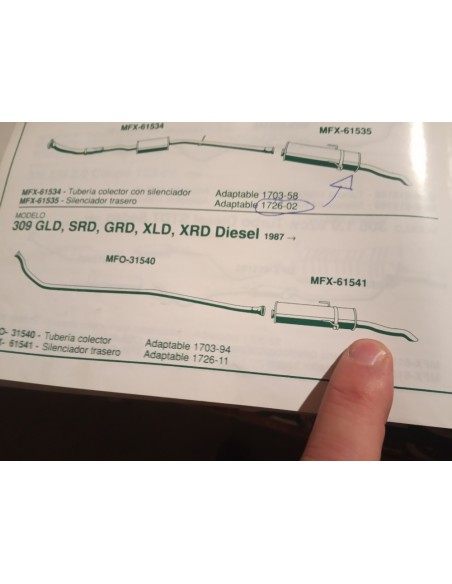 MFX-61534
MFX-61535
MFX-61534 - Tubería colector con silenciador Adaptable 1703-58
MFX-61535 - Silenciador trasero Adaptable 1726-02
MODELO
309 GLD, SRD, GRD, XLD, XRD Diesel 1987 →
MFO-31540
MFX-61541
O- 31540 - Tubería colector Adaptable 1703-94
- 61541 - Silenciador trasero Adaptable 1726-11